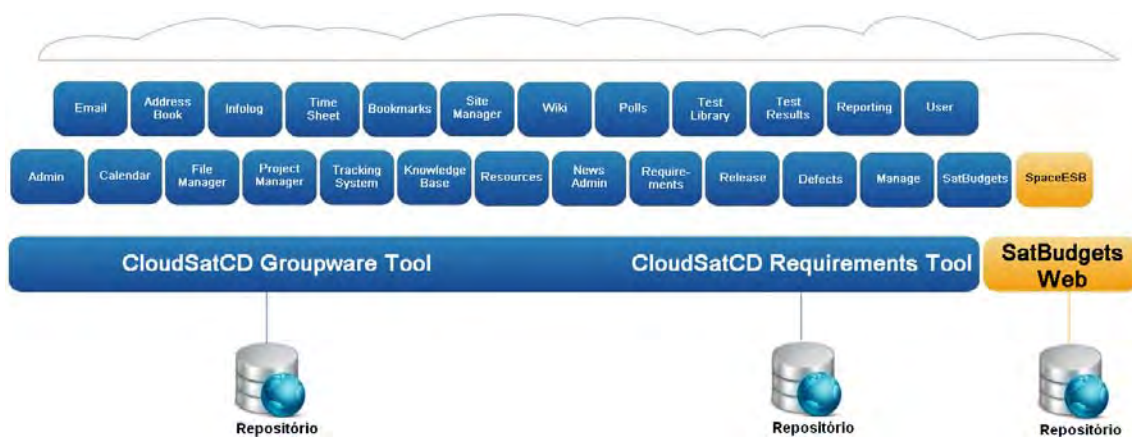 Email
Address
Book
Infolog
Time
Sheet
Bookmarks
Site
Manager
Wiki
Polls
Test
Library
Test
Results
Reporting
User
Admin
Calendar
File
Manager
Project
Manager
Tracking
System
Knowledge
Base
Resources
News
Admin
Require-
ments
Release
Defects
Manage
SatBudgets
SpaceESB
CloudSatCD Groupware Tool
CloudSatCD Requirements Tool
SatBudgets
Web
Repositório
Repositório
Repositório